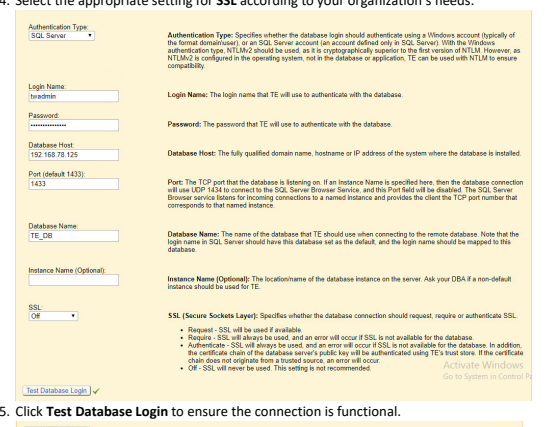 4. Select the appropriate setting for SSL according to your organization's needs.
Authentication Type:
SQL Server
Authentication Type: Specifies whether the database login should authenticate using a Windows account (typically of
the format domain\user), or an SQL Server account (an account defined only in SQL Server). With the Windows
authentication type, NTLMv2 should be used, as it is cryptographically superior to the first version of NTLM. However, as
NTLMv2 is configured in the operating system, not in the database or application, TE can be used with NTLM to ensure
compatibility.
Login Name:
twadmin
Login Name: The login name that TE will use to authenticate with the database.
Password:
Password: The password that TE will use to authenticate with the database.
Database Host:
192.168.78.125
Database Host: The fully qualified domain name, hostname or IP address of the system where the database is installed.
Port (default 1433):
1433
Port: The TCP port that the database is listening on. If an Instance Name is specified here, then the database connection
will use UDP 1434 to connect to the SQL Server Browser Service, and this Port field will be disabled. The SQL Server
Browser service listens for incoming connections to a named instance and provides the client the TCP port number that
corresponds to that named instance.
Database Name:
TE_DB
Database Name: The name of the database that TE should use when connecting to the remote database. Note that the
login name in SQL Server should have this database set as the default, and the login name should be mapped to this
database.
Instance Name (Optional):
Instance Name (Optional): The location/name of the database instance on the server. Ask your DBA if a non-default
instance should be used for TE.
SSL:
Off
SSL (Secure Sockets Layer): Specifies whether the database connection should request, require or authenticate SSL.
• Request - SSL will be used if available.
• Require - SSL will always be used, and an error will occur if SSL is not available for the database.
• Authenticate - SSL will always be used, and an error will occur if SSL is not available for the database. In addition,
the certificate chain of the database server's public key will be authenticated using TE's trust store. If the certificate
chain does not originate from a trusted source, an error will occur.
• Off - SSL will never be used. This setting is not recommended.
Activate Windows
Go to System in Control
Test Database Login
5. Click Test Database Login to ensure the connection is functional.